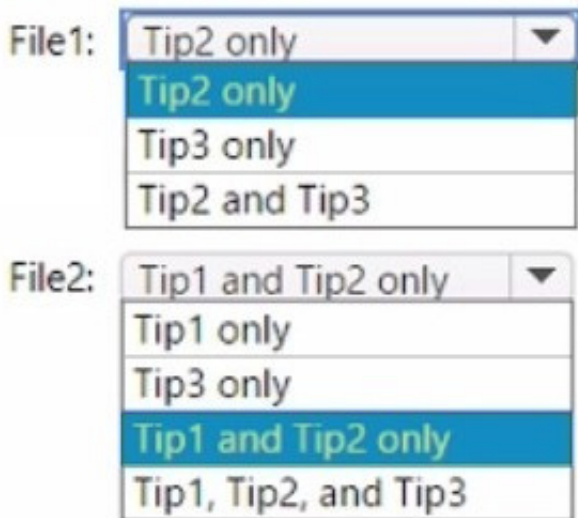 File1: Tip2 only
Tip2 only
Tip3 only
Tip2 and Tip3
File2: Tip1 and Tip2 only
Tip1 only
Tip3 only
Tip1 and Tip2 only
Tip1, Tip2, and Tip3